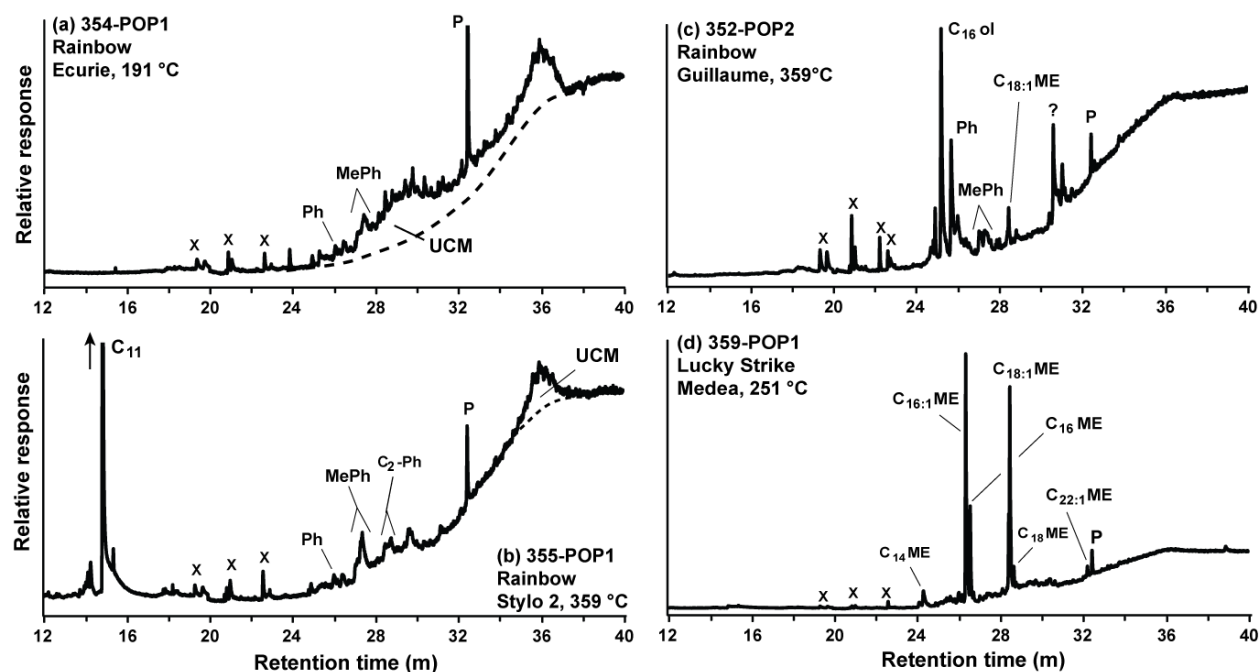 (a) 354-POP1
Rainbow
Ecurie, 191 °C
P
MePh
Ph
UCM
X X X
Relative response
12 16 20 24 28 32 36 40
(c) 352-POP2
Rainbow
Guillaume, 359°C
C16 ol
C18:1ME
Ph
?
P
MePh
X X X X
12 16 20 24 28 32 36 40
C11
UCM
P
MePh
C2-Ph
Ph
X X X
(b) 355-POP1
Rainbow
Stylo 2, 359 °C
Relative response
12 16 20 24 28 32 36 40
Retention time (m)
(d) 359-POP1
Lucky Strike
Medea, 251 °C
C18:1ME
C16:1ME
C16 ME
C22:1ME
C18 ME
P
C14 ME
X X X
12 16 20 24 28 32 36 40
Retention time (m)